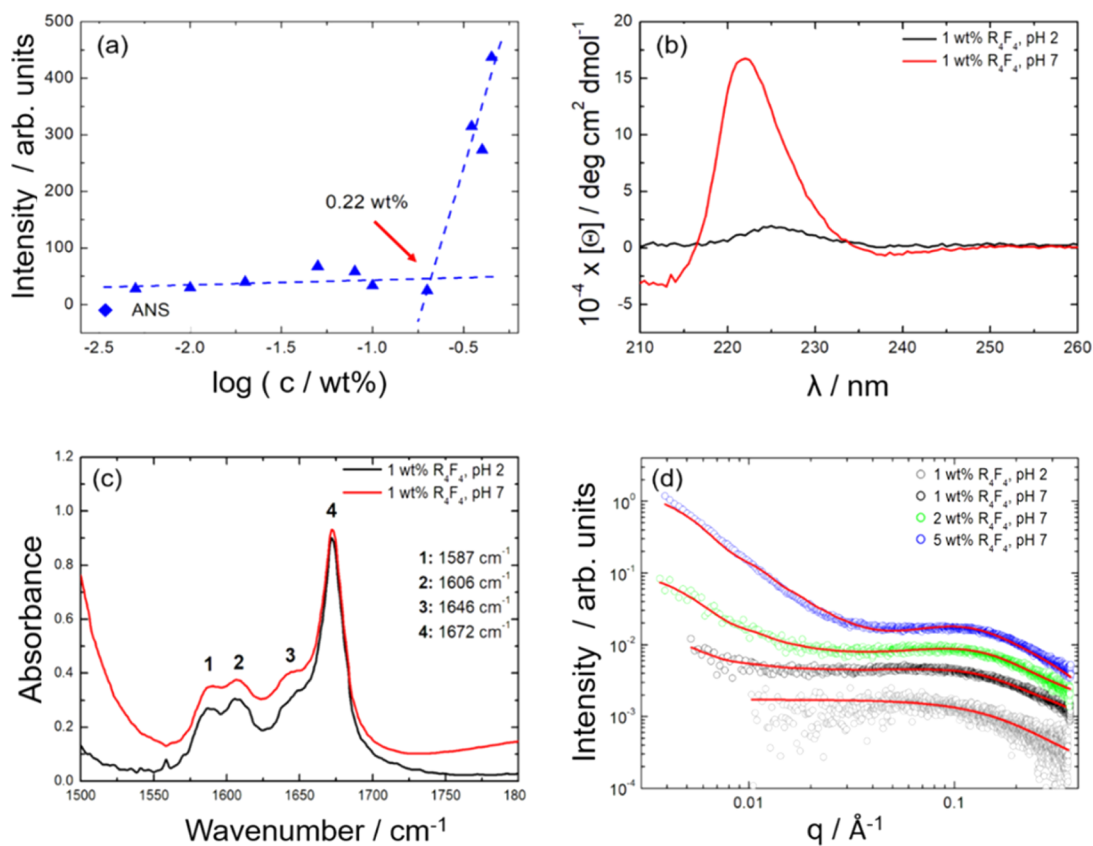 (a)
500
400
300
200
100
0
Intensity / arb. units
0.22 wt%
ANS
-2.5 -2.0 -1.5 -1.0 -0.5
log ( c / wt%)
(b)
20
15
10
5
0
-5
10⁻⁴ x [Θ] / deg cm² dmol⁻¹
1 wt% R₄F₄, pH 2
1 wt% R₄F₄, pH 7
210 220 230 240 250 260
λ / nm
(c)
1.2
1.0
0.8
0.6
0.4
0.2
0.0
Absorbance
1 wt% R₄F₄, pH 2
1 wt% R₄F₄, pH 7
4
1: 1587 cm⁻¹
2: 1606 cm⁻¹
3: 1646 cm⁻¹
4: 1672 cm⁻¹
1 2 3
1500 1550 1600 1650 1700 1750 180
Wavenumber / cm⁻¹
(d)
10⁰
10⁻¹
10⁻²
10⁻³
10⁻⁴
Intensity / arb. units
1 wt% R₄F₄, pH 2
1 wt% R₄F₄, pH 7
2 wt% R₄F₄, pH 7
5 wt% R₄F₄, pH 7
0.01 0.1
q / Å⁻¹